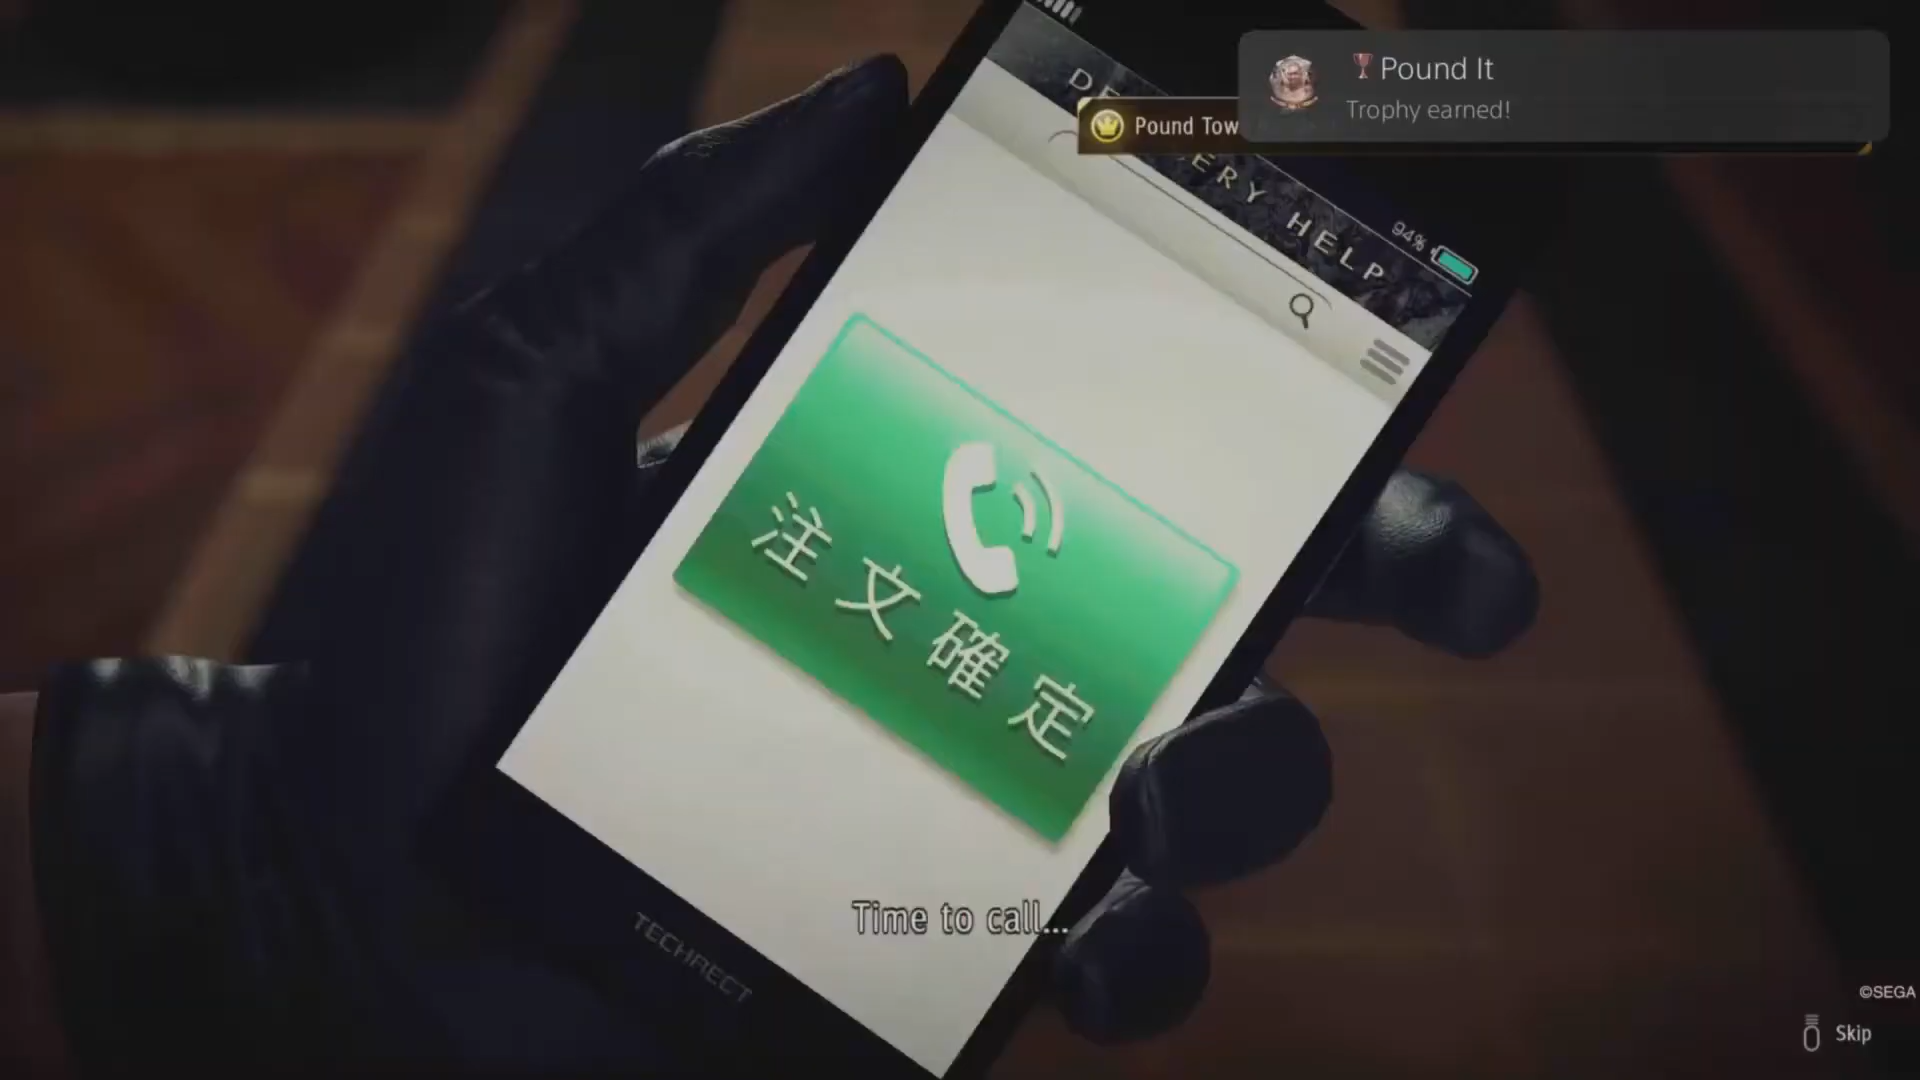 Pound It
Trophy earned!
Pound Tow
DE ERY HELP
94%
注文確定
Time to call...
TECHRECT
©SEGA
Skip